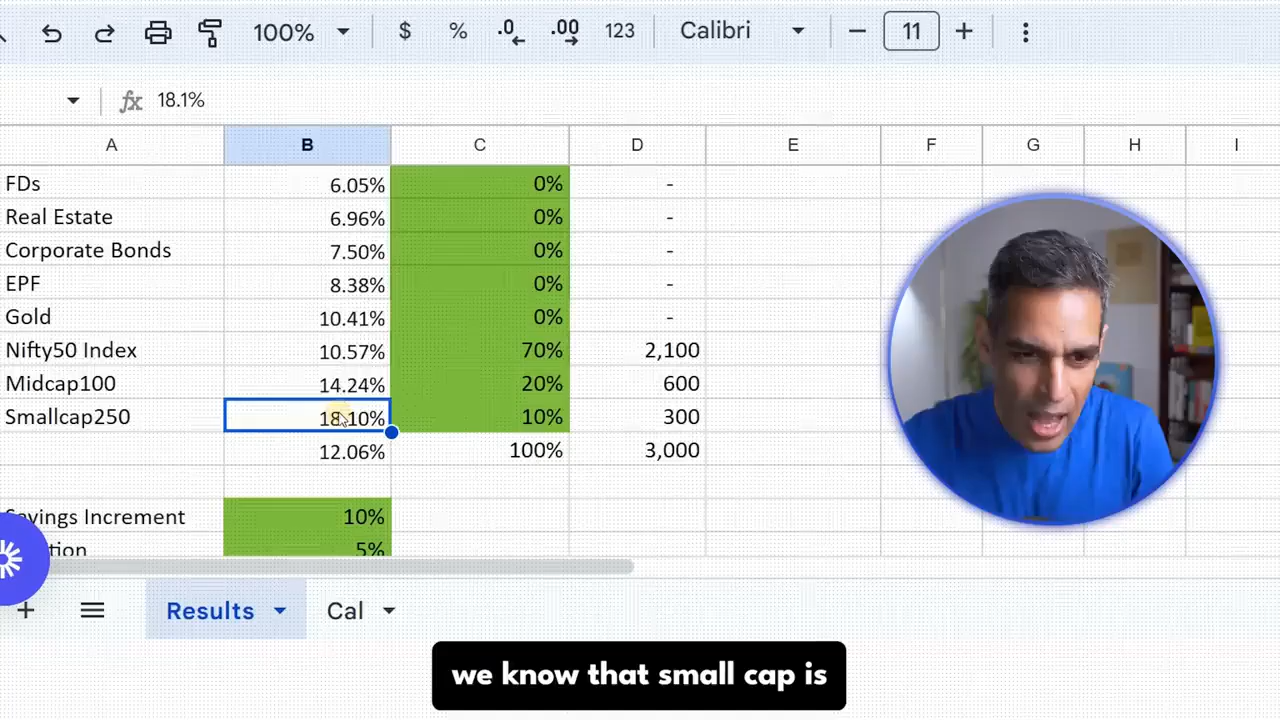 100% $ % .0 .00 123 Calibri 11
fx 18.1%
A B C D E F G H I
FDs 6.05% 0% -
Real Estate 6.96% 0% -
Corporate Bonds 7.50% 0% -
EPF 8.38% 0% -
Gold 10.41% 0% -
Nifty50 Index 10.57% 70% 2,100
Midcap100 14.24% 20% 600
Smallcap250 18.10% 10% 300
12.06% 100% 3,000
Savings Increment 10%
5%
Results Cal
we know that small cap is